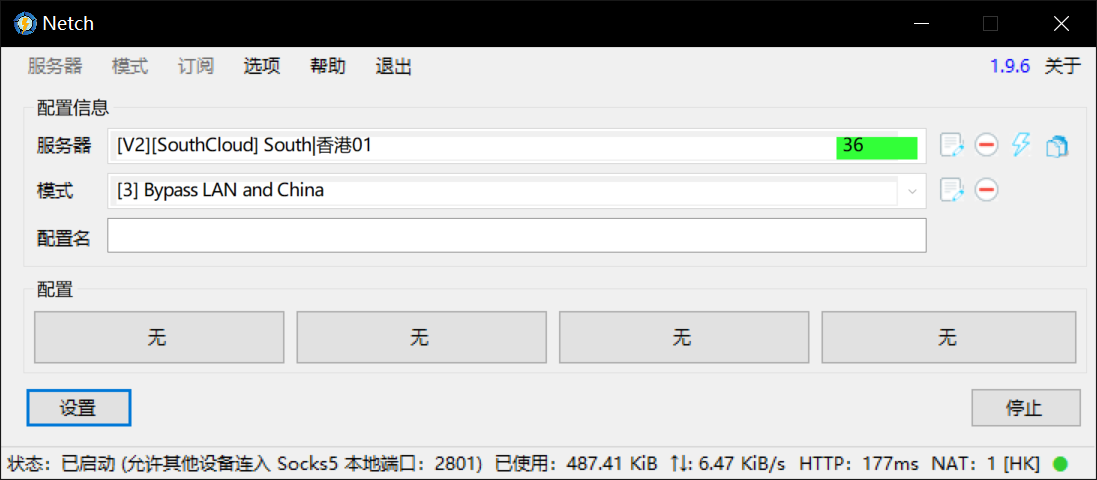 Netch
服务器 模式 订阅 选项 帮助 退出 1.9.6 关于
配置信息
服务器 [V2][SouthCloud] South|香港01 36
模式 [3] Bypass LAN and China
配置名
配置
无 无 无 无
设置 停止
状态：已启动 (允许其他设备连入 Socks5 本地端口：2801) 已使用：487.41 KiB ↑↓: 6.47 KiB/s HTTP：177ms NAT：1 [HK]